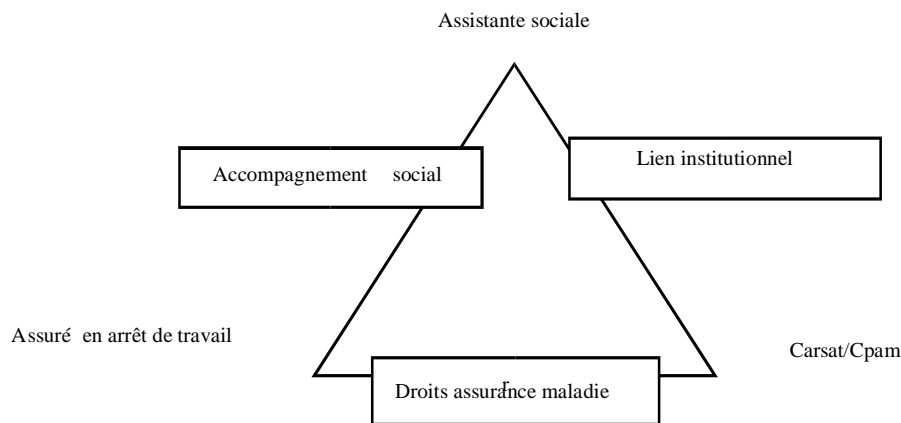 Assistante sociale
Lien institutionnel
Accompagnement social
Assuré en arrêt de travail
Carsat/Cpam
Droits assurance maladie
r